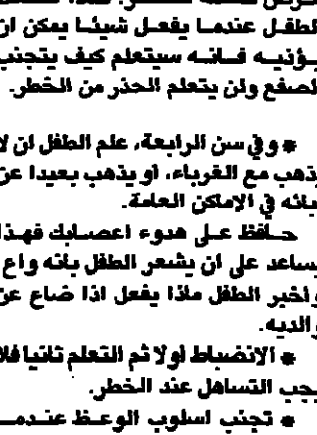 الطفل عندما يفعل شيئا يمكن ان
يؤذيه فانه سيتعلم كيف يتجنب
الصفع ولن يتعلم الحذر من الخطر.
* وفي سن الرابعة، علم الطفل ان لا
يذهب مع الغرباء، او يذهب بعيدا عن
بائه في الاماكن العامة.
حافظ على هدوء اعصابك فهذا
يساعد على ان يشعر الطفل بانه واع
وأخبر الطفل ماذا يفعل اذا ضاع عن
والديه.
* الانضباط اولا ثم التعلم ثانيا فلا
يجب التساهل عند الخطر.
* تجنب اسلوب الوعظ عندمـ